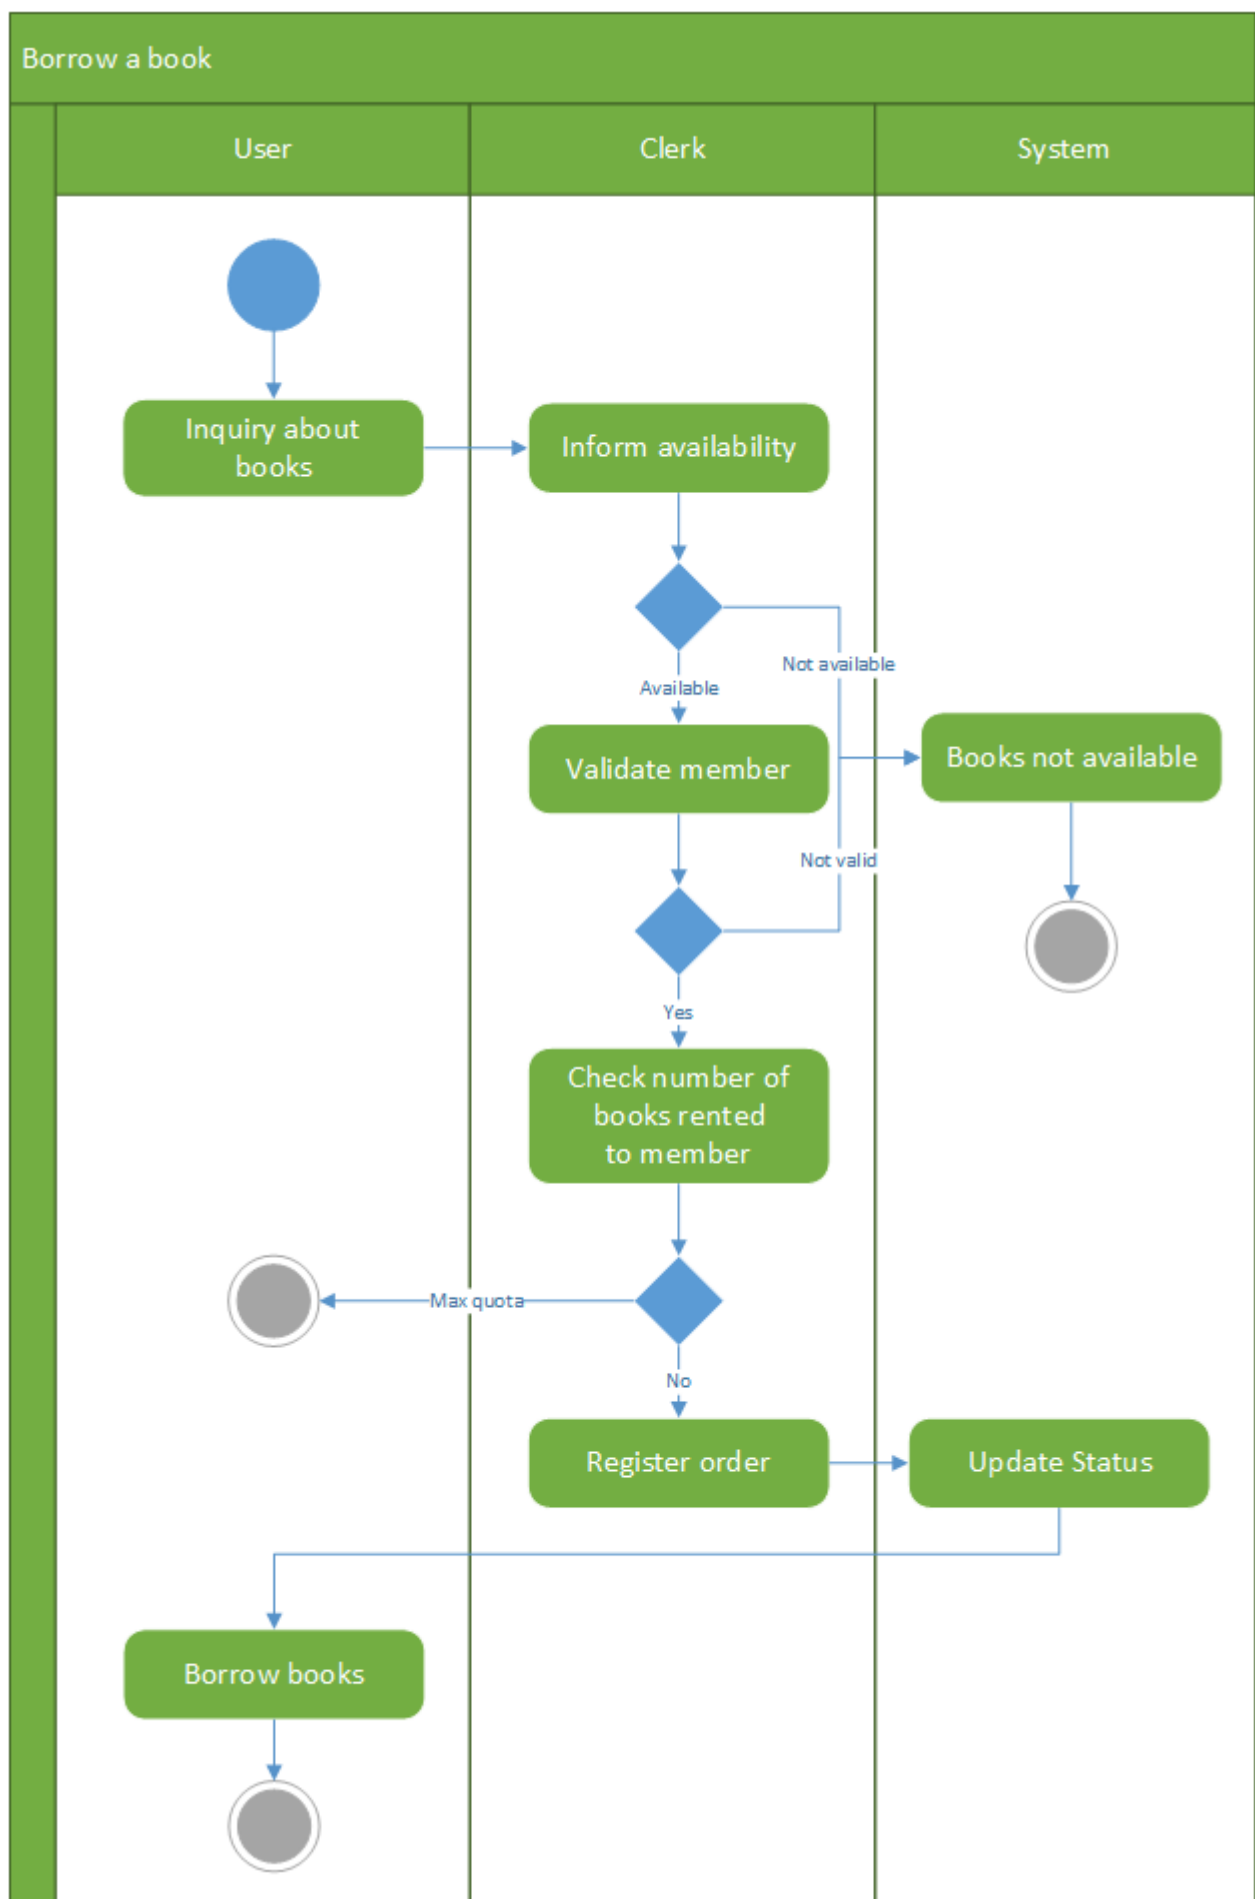 Borrow a book
User
Clerk
System
Inquiry about
books
Inform availability
Not available
Available
Validate member
Books not available
Not valid
Yes
Check number of
books rented
to member
Max quota
No
Register order
Update Status
Borrow books